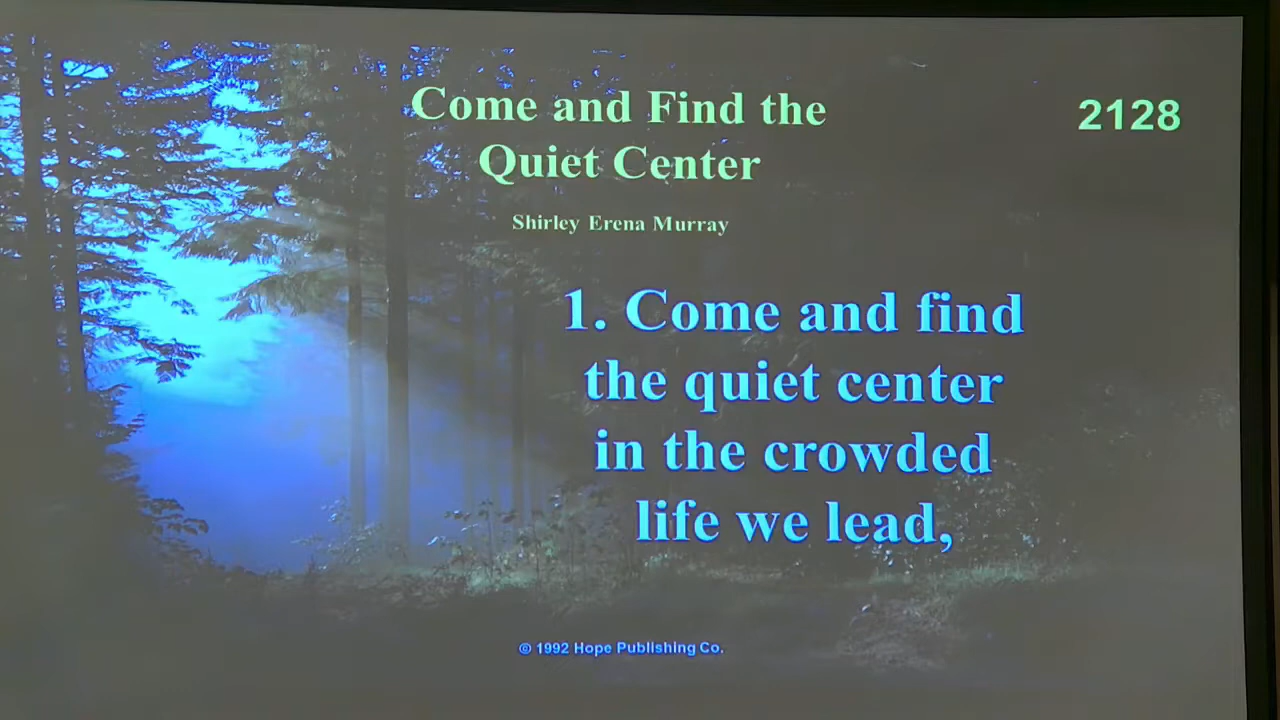 Come and Find the
2128
Quiet Center
Shirley Erena Murray
1. Come and find
the quiet center
in the crowded
life we lead,
© 1992 Hope Publishing Co.